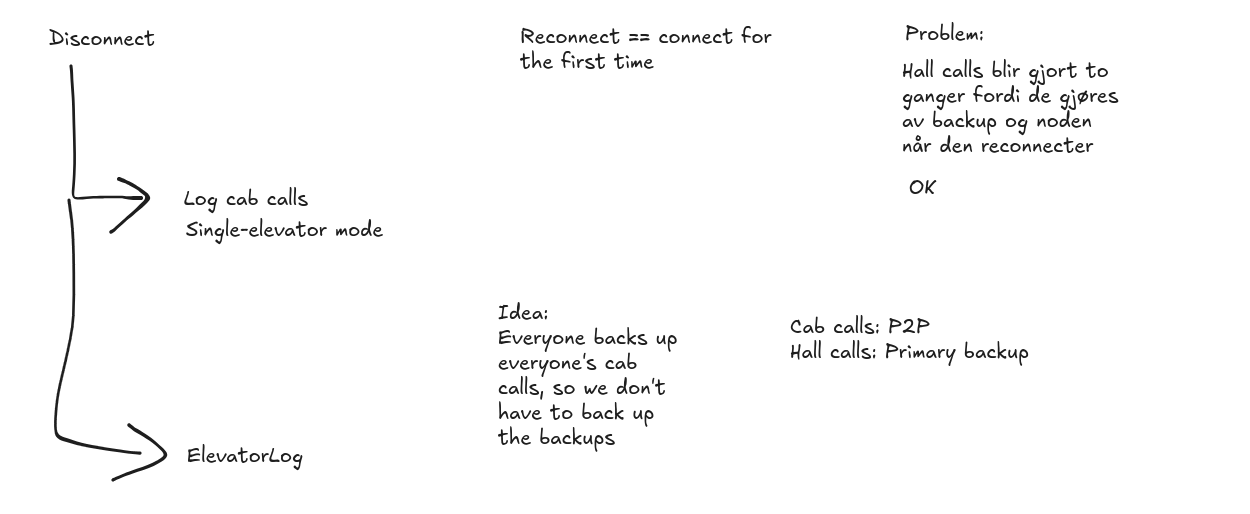 Disconnect
Log cab calls
Single-elevator mode
ElevatorLog
Reconnect == connect for
the first time
Idea:
Everyone backs up
everyone's cab
calls, so we don't
have to back up
the backups
Problem:
Hall calls blir gjort to
ganger fordi de gjøres
av backup og noden
når den reconnecter
OK
Cab calls: P2P
Hall calls: Primary backup